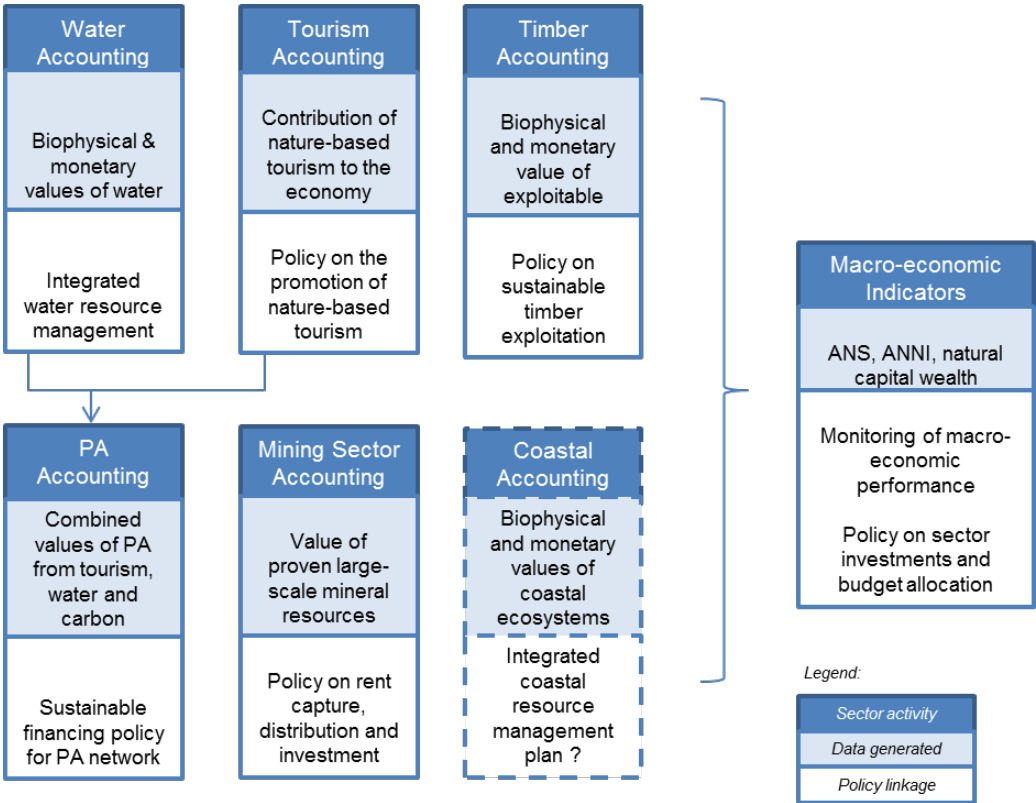 Water
Accounting
Biophysical &
monetary
values of water
Integrated
water resource
management
Tourism
Accounting
Contribution of
nature-based
tourism to the
economy
Policy on the
promotion of
nature-based
tourism
Timber
Accounting
Biophysical
and monetary
value of
exploitable
Policy on
sustainable
timber
exploitation
PA
Accounting
Combined
values of PA
from tourism,
water and
carbon
Sustainable
financing policy
for PA network
Mining Sector
Accounting
Value of
proven large-
scale mineral
resources
Policy on rent
capture,
distribution and
investment
Coastal
Accounting
Biophysical
and monetary
values of
coastal
ecosystems
Integrated
coastal
resource
management
plan ?
Macro-economic
Indicators
ANS, ANNI, natural
capital wealth
Monitoring of macro-
economic
performance
Policy on sector
investments and
budget allocation
Legend:
Sector activity
Data generated
Policy linkage